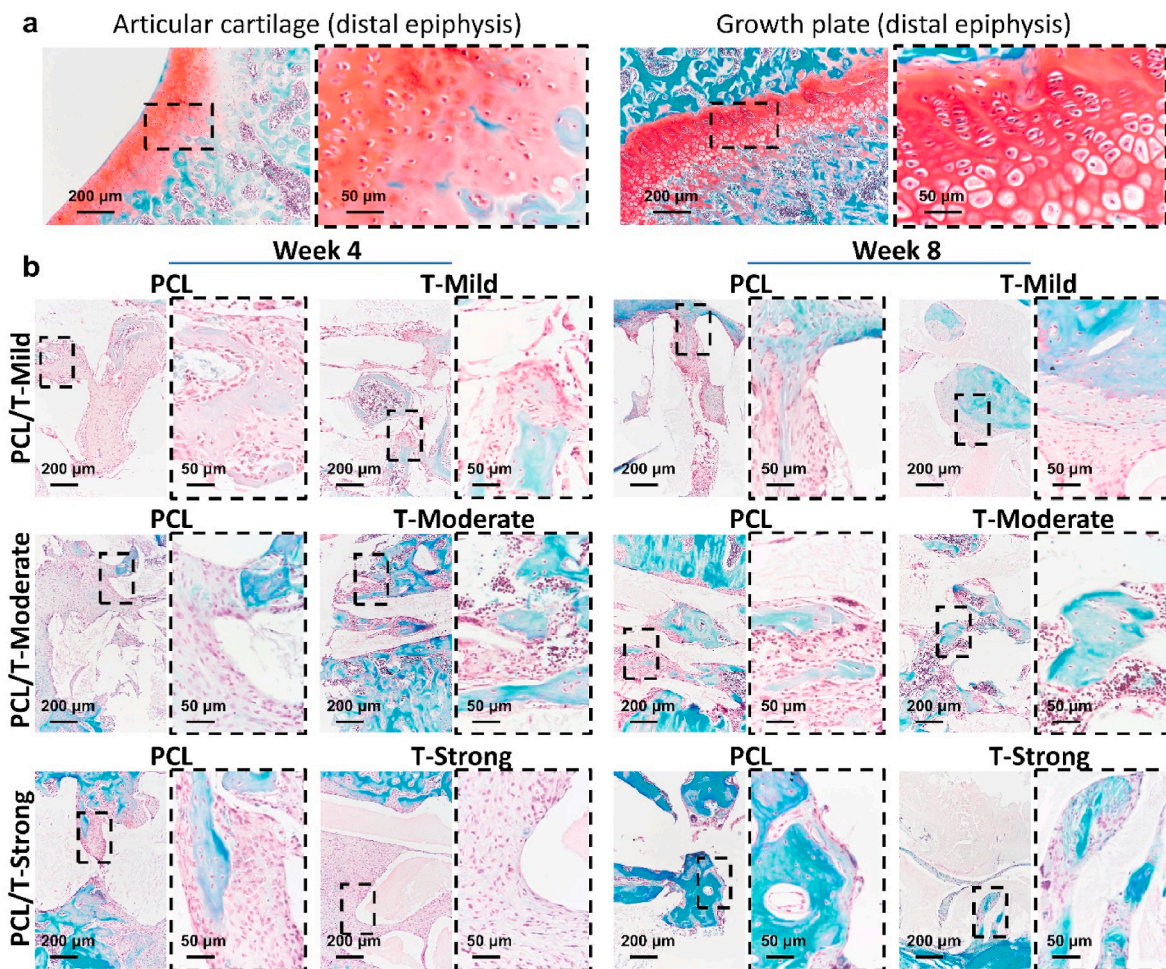 a
Articular cartilage (distal epiphysis)
Growth plate (distal epiphysis)
200 µm
50 µm
200 µm
50 µm
b
Week 4
Week 8
PCL
T-Mild
PCL
T-Mild
PCL/T-Mild
200 µm
50 µm
200 µm
50 µm
200 µm
50 µm
200 µm
50 µm
PCL
T-Moderate
PCL
T-Moderate
PCL/T-Moderate
200 µm
50 µm
200 µm
50 µm
200 µm
50 µm
200 µm
50 µm
PCL
T-Strong
PCL
T-Strong
PCL/T-Strong
200 µm
50 µm
200 µm
50 µm
200 µm
50 µm
200 µm
50 µm